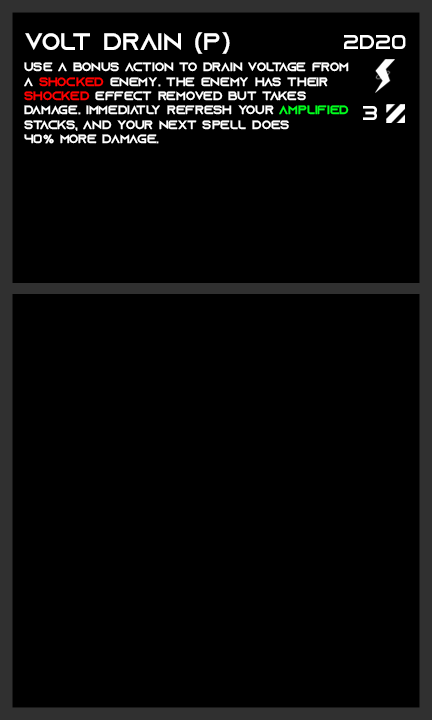 VOLT DRAIN (P) 2D20
USE A BONUS ACTION TO DRAIN VOLTAGE FROM
A SHOCKED ENEMY. THE ENEMY HAS THEIR
SHOCKED EFFECT REMOVED BUT TAKES
DAMAGE. IMMEDIATLY REFRESH YOUR AMPLIFIED
3
STACKS, AND YOUR NEXT SPELL DOES
40% MORE DAMAGE.